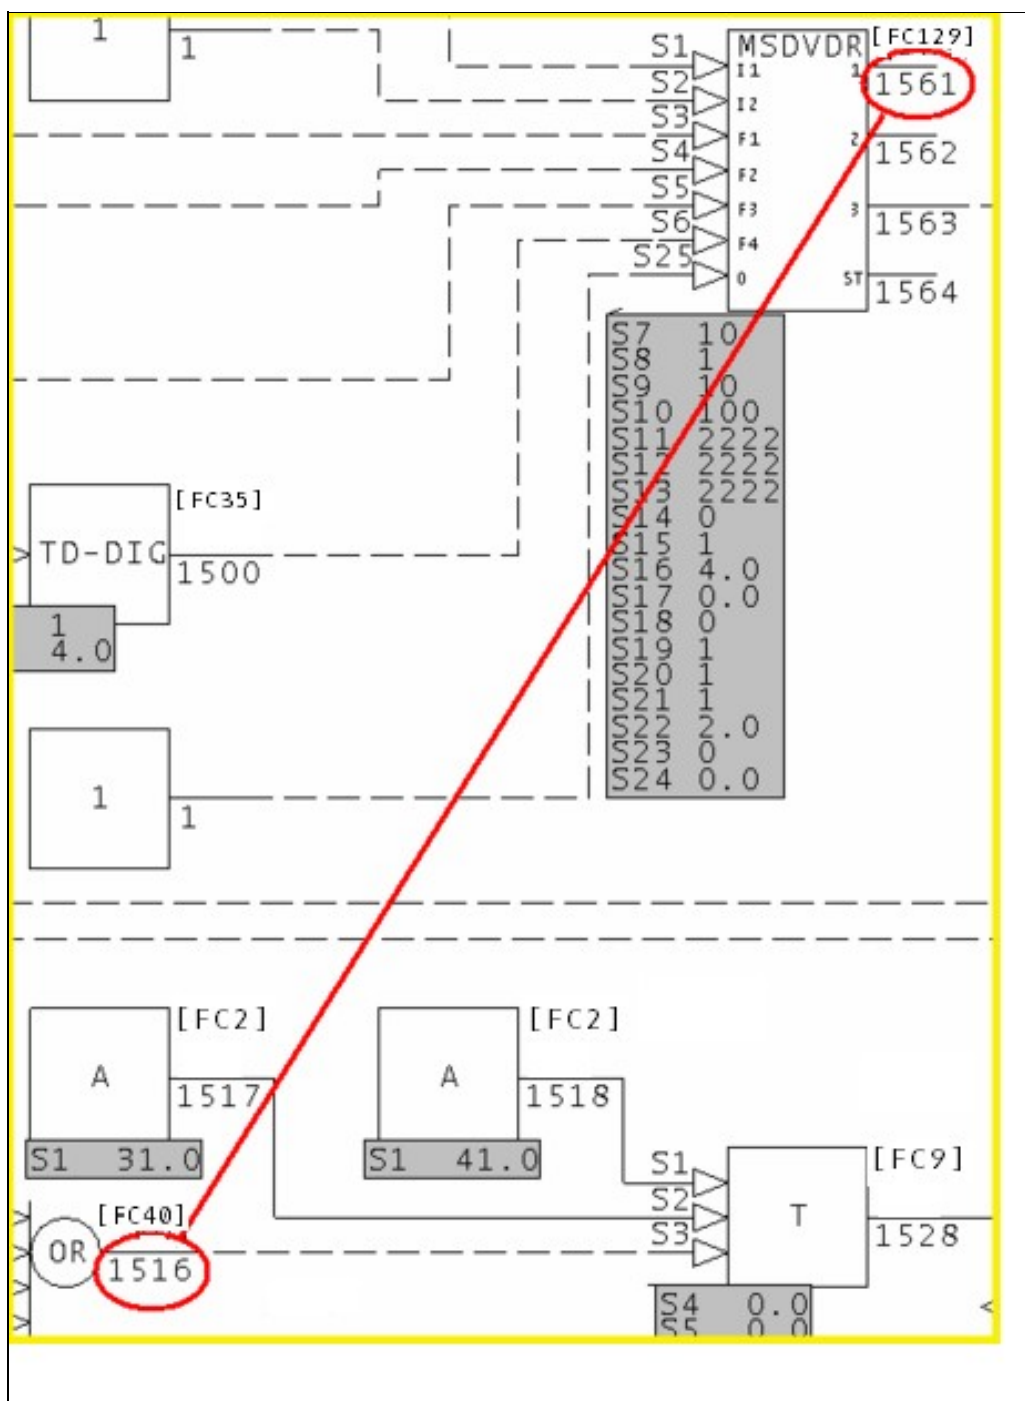 1
1
S1
MSDVDR
[FC129]
I1
1
1561
S2
I2
S3
F1
2
1562
S4
F2
S5
F3
3
1563
S6
F4
S25
0
ST
1564
S7 10
S8 1
S9 10
S10 100
S11 2222
S12 2222
S13 2222
S14 0
S15 1
S16 4.0
S17 0.0
S18 0
S19 1
S20 1
S21 1
S22 2.0
S23 0
S24 0.0
[FC35]
TD-DIG
1500
1
4.0
1
1
[FC2]
A
1517
S1 31.0
[FC2]
A
1518
S1 41.0
[FC40]
OR
1516
S1
S2
S3
T
[FC9]
1528
S4 0.0
S5 0.0